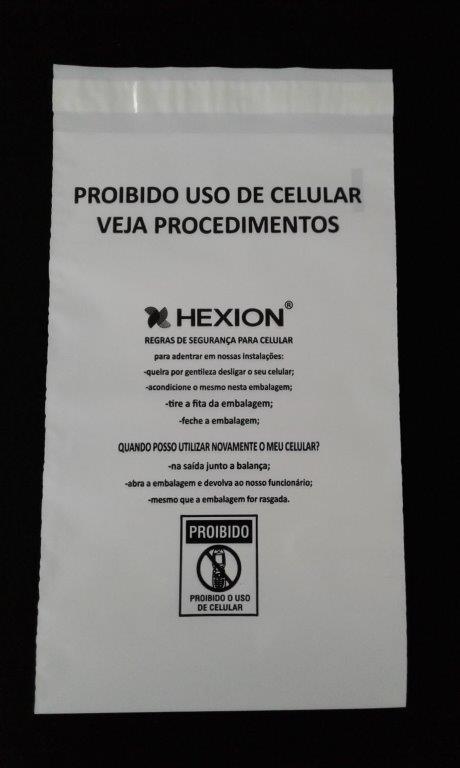 PROIBIDO USO DE CELULAR
VEJA PROCEDIMENTOS
HEXION®
REGRAS DE SEGURANÇA PARA CELULAR
para adentrar em nossas instalações:
-queira por gentileza desligar o seu celular;
-acondicione o mesmo nesta embalagem;
-tire a fita da embalagem;
-feche a embalagem;
QUANDO POSSO UTILIZAR NOVAMENTE O MEU CELULAR?
-na saída junto a balança;
-abra a embalagem e devolva ao nosso funcionário;
-mesmo que a embalagem for rasgada.
PROIBIDO
PROIBIDO O USO
DE CELULAR